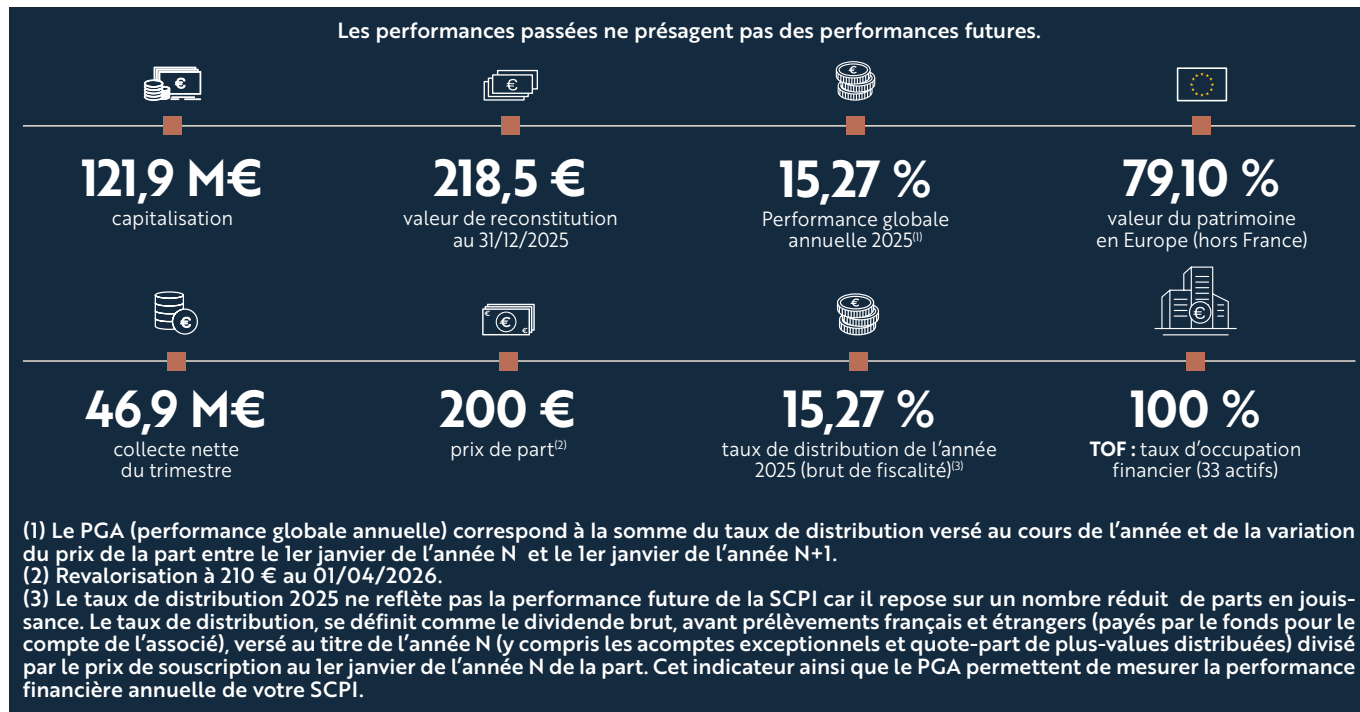 Les performances passées ne présagent pas des performances futures.
121,9 M€
capitalisation
218,5 €
valeur de reconstitution
au 31/12/2025
15,27 %
Performance globale
annuelle 2025(1)
79,10 %
valeur du patrimoine
en Europe (hors France)
46,9 M€
collecte nette
du trimestre
200 €
prix de part(2)
15,27 %
taux de distribution de l’année
2025 (brut de fiscalité)(3)
100 %
TOF : taux d’occupation
financier (33 actifs)
(1) Le PGA (performance globale annuelle) correspond à la somme du taux de distribution versé au cours de l’année et de la variation
du prix de la part entre le 1er janvier de l’année N et le 1er janvier de l’année N+1.
(2) Revalorisation à 210 € au 01/04/2026.
(3) Le taux de distribution 2025 ne reflète pas la performance future de la SCPI car il repose sur un nombre réduit de parts en jouis-
sance. Le taux de distribution, se définit comme le dividende brut, avant prélèvements français et étrangers (payés par le fonds pour le
compte de l’associé), versé au titre de l’année N (y compris les acomptes exceptionnels et quote-part de plus-values distribuées) divisé
par le prix de souscription au 1er janvier de l’année N de la part. Cet indicateur ainsi que le PGA permettent de mesurer la performance
financière annuelle de votre SCPI.